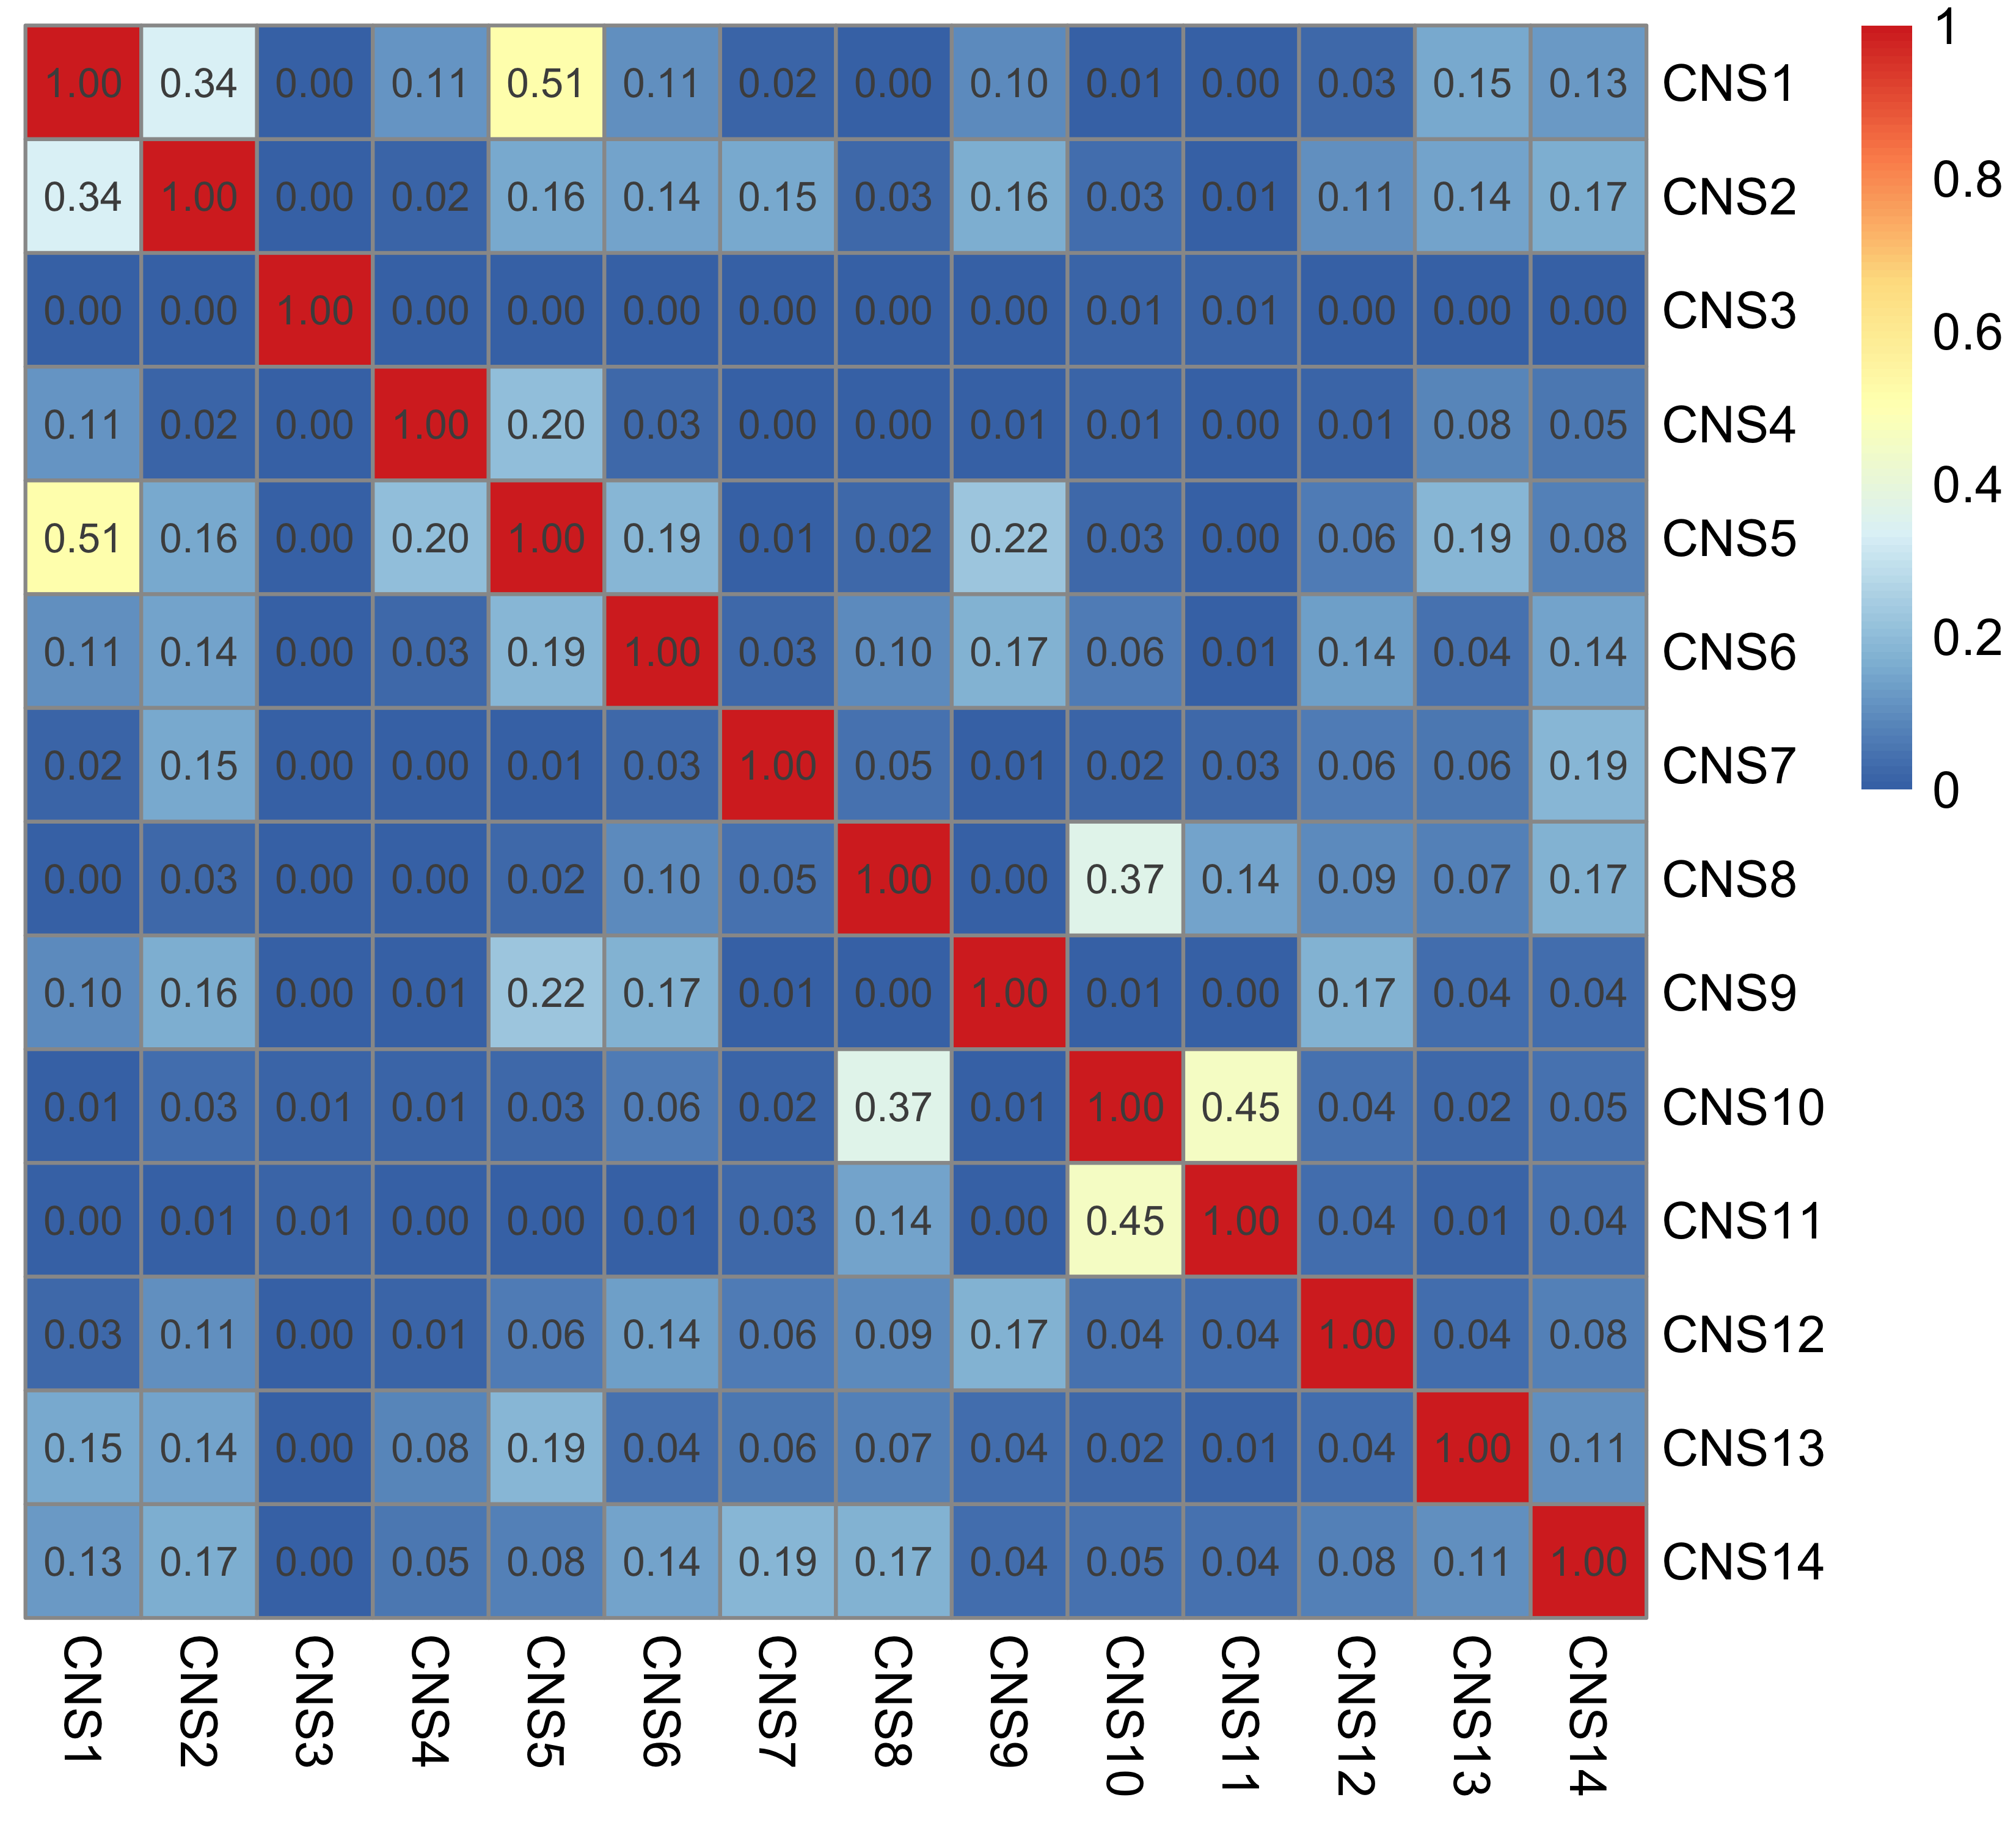 1.00 0.34 0.00 0.11 0.51 0.11 0.02 0.00 0.10 0.01 0.00 0.03 0.15 0.13 CNS1
0.34 1.00 0.00 0.02 0.16 0.14 0.15 0.03 0.16 0.03 0.01 0.11 0.14 0.17 CNS2
0.00 0.00 1.00 0.00 0.00 0.00 0.00 0.00 0.00 0.01 0.01 0.00 0.00 0.00 CNS3
0.11 0.02 0.00 1.00 0.20 0.03 0.00 0.00 0.01 0.01 0.00 0.01 0.08 0.05 CNS4
0.51 0.16 0.00 0.20 1.00 0.19 0.01 0.02 0.22 0.03 0.00 0.06 0.19 0.08 CNS5
0.11 0.14 0.00 0.03 0.19 1.00 0.03 0.10 0.17 0.06 0.01 0.14 0.04 0.14 CNS6
0.02 0.15 0.00 0.00 0.01 0.03 1.00 0.05 0.01 0.02 0.03 0.06 0.06 0.19 CNS7
0.00 0.03 0.00 0.00 0.02 0.10 0.05 1.00 0.00 0.37 0.14 0.09 0.07 0.17 CNS8
0.10 0.16 0.00 0.01 0.22 0.17 0.01 0.00 1.00 0.01 0.00 0.17 0.04 0.04 CNS9
0.01 0.03 0.01 0.01 0.03 0.06 0.02 0.37 0.01 1.00 0.45 0.04 0.02 0.05 CNS10
0.00 0.01 0.01 0.00 0.00 0.01 0.03 0.14 0.00 0.45 1.00 0.04 0.01 0.04 CNS11
0.03 0.11 0.00 0.01 0.06 0.14 0.06 0.09 0.17 0.04 0.04 1.00 0.04 0.08 CNS12
0.15 0.14 0.00 0.08 0.19 0.04 0.06 0.07 0.04 0.02 0.01 0.04 1.00 0.11 CNS13
0.13 0.17 0.00 0.05 0.08 0.14 0.19 0.17 0.04 0.05 0.04 0.08 0.11 1.00 CNS14
CNS1 CNS2 CNS3 CNS4 CNS5 CNS6 CNS7 CNS8 CNS9 CNS10 CNS11 CNS12 CNS13 CNS14
1
0.8
0.6
0.4
0.2
0